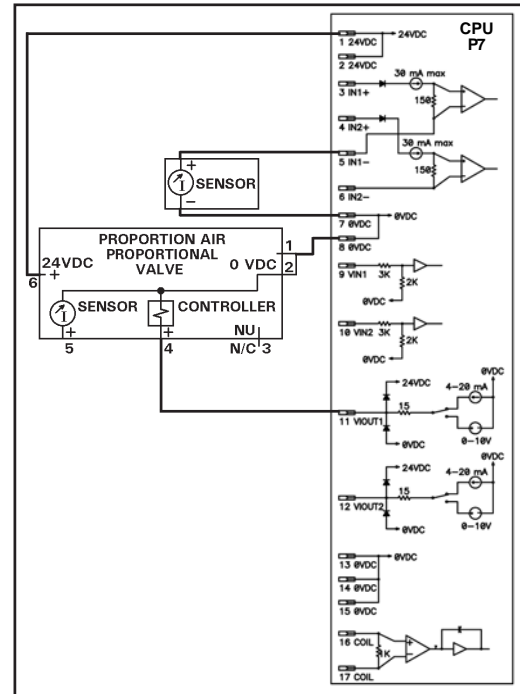 CPU
P7
1 24VDC
24VDC
2 24VDC
30 mA max
3 IN1+
150
4 IN2+
30 mA max
5 IN1-
150
6 IN2-
7 0VDC
0VDC
8 0VDC
9 VIN1
3K
2K
0VDC
10 VIN2
3K
2K
0VDC
24VDC
4-20 mA
0VDC
15
11 VIOUT1
0VDC
0-10V
24VDC
4-20 mA
0VDC
15
12 VIOUT2
0VDC
0-10V
13 0VDC
0VDC
14 0VDC
15 0VDC
16 COIL
1K
17 COIL
+
I
SENSOR
-
PROPORTION AIR
PROPORTIONAL
VALVE
1
2
24VDC
0 VDC
6
+
I
SENSOR
CONTROLLER
+
+
NU
N/C
3
5
4